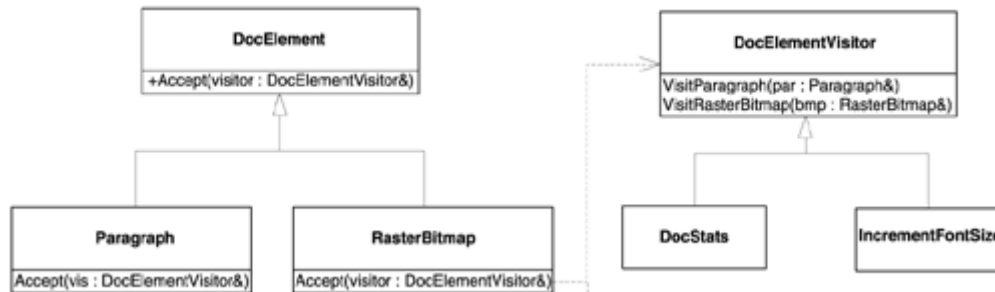 DocElement
+Accept(visitor : DocElementVisitor&)
DocElementVisitor
VisitParagraph(par : Paragraph&)
VisitRasterBitmap(bmp : RasterBitmap&)
Paragraph
Accept(vis : DocElementVisitor&)
RasterBitmap
Accept(visitor : DocElementVisitor&)
DocStats
IncrementFontSize